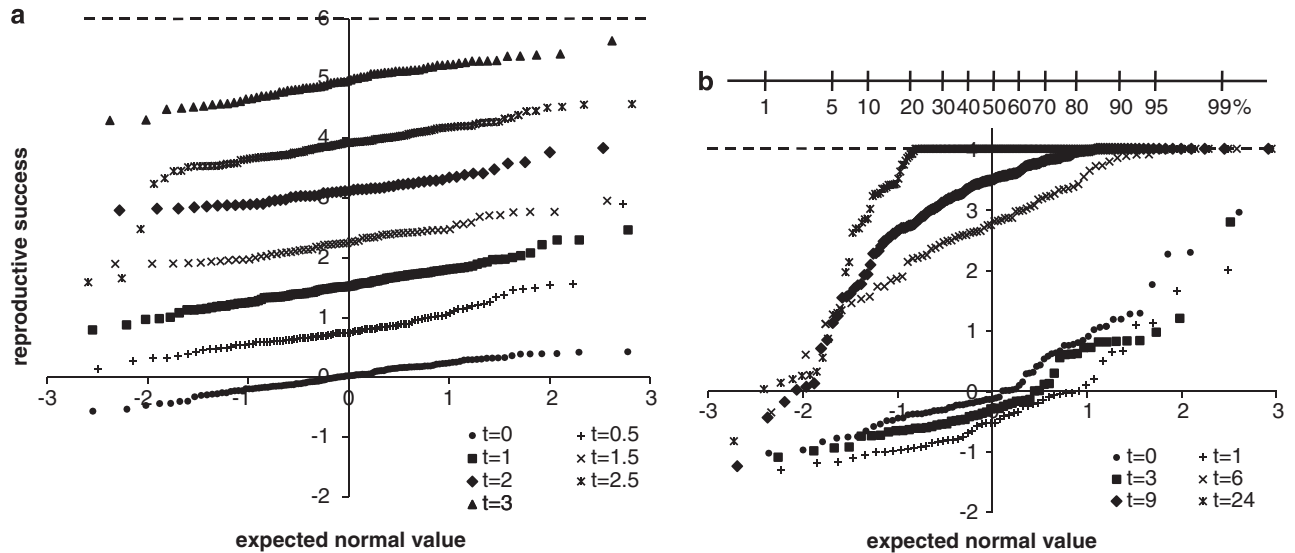 a
6
5
4
3
2
1
0
-1
-2
-3 -2 -1 0 1 2 3
reproductive success
expected normal value
t=0 t=0.5
t=1 t=1.5
t=2 t=2.5
t=3
b
1 5 10 20 30 40 50 60 70 80 90 95 99%
4
3
2
1
0
-1
-2
-3 -2 -1 0 1 2 3
t=0 t=1
t=3 t=6
t=9 t=24
expected normal value